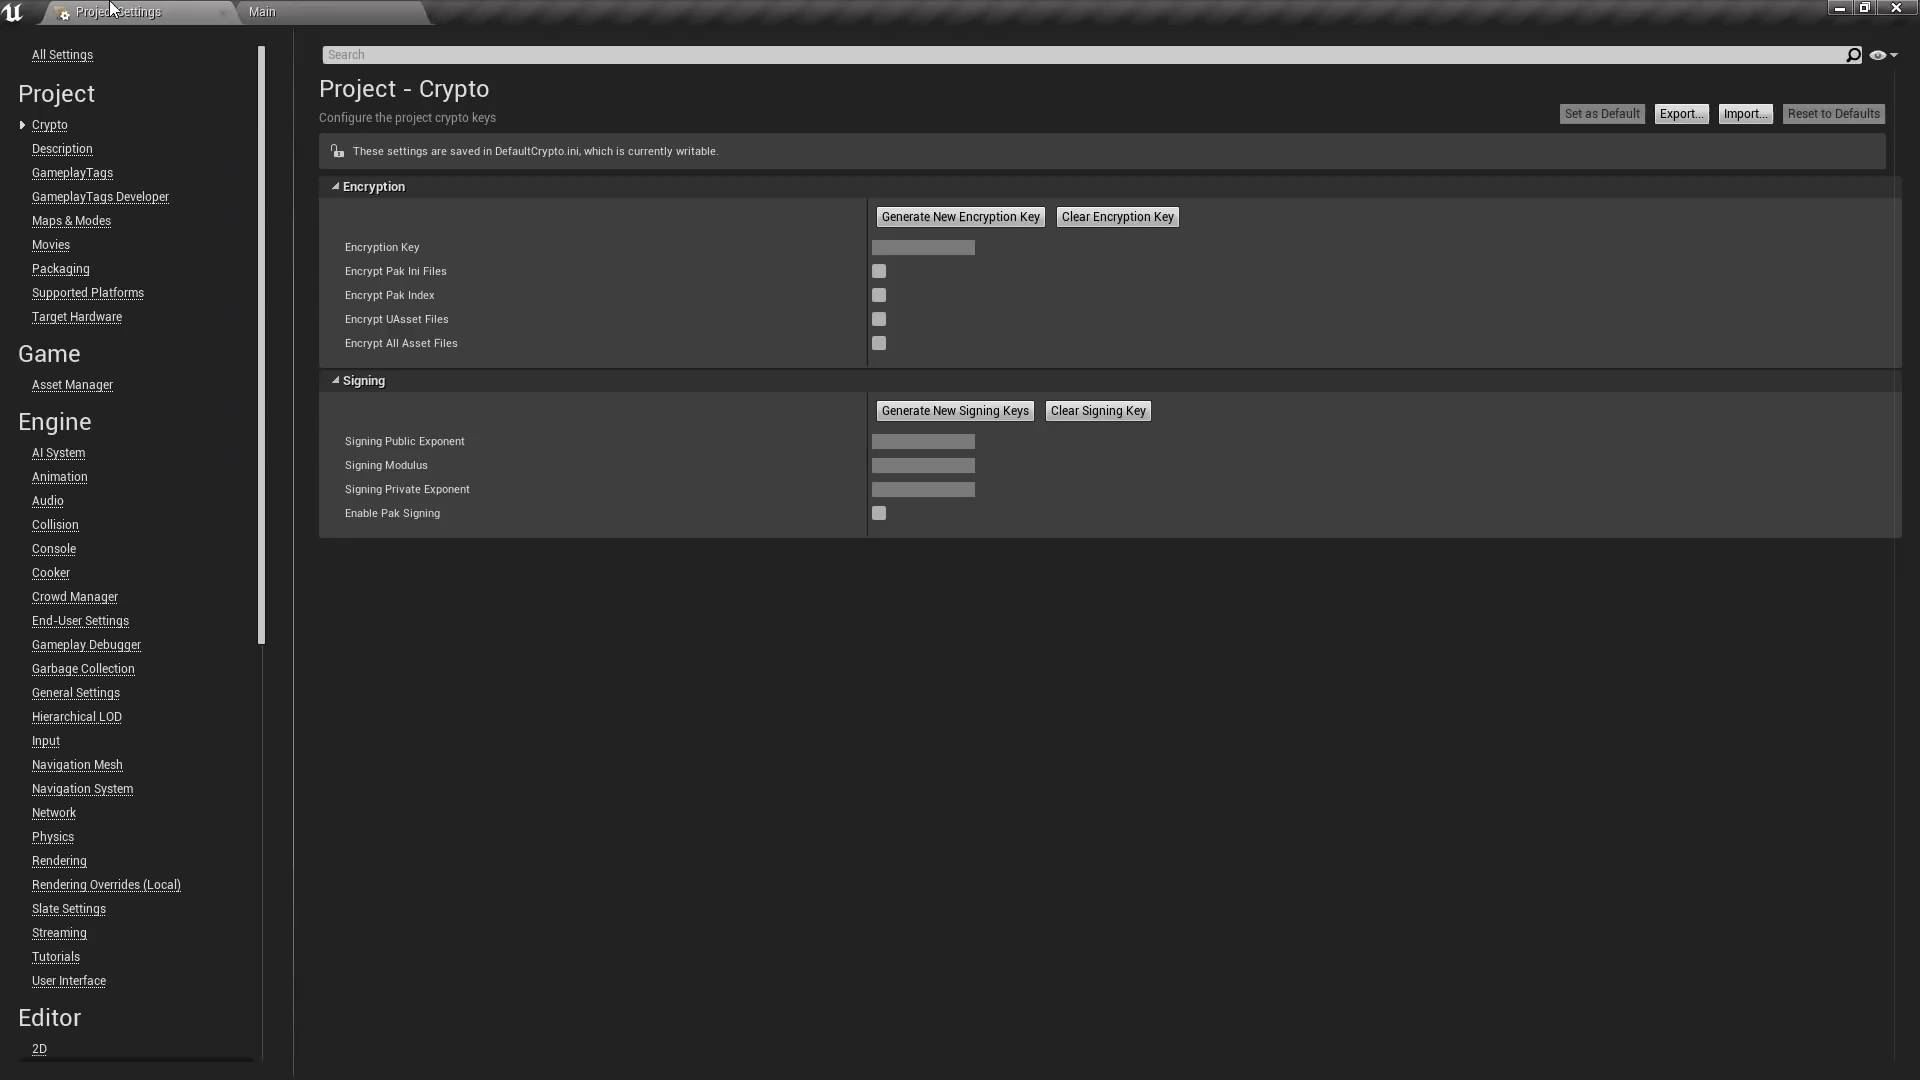 Project Settings
Main
All Settings
Project
Crypto
Description
GameplayTags
GameplayTags Developer
Maps & Modes
Movies
Packaging
Supported Platforms
Target Hardware
Game
Asset Manager
Engine
AI System
Animation
Audio
Collision
Console
Cooker
Crowd Manager
End-User Settings
Gameplay Debugger
Garbage Collection
General Settings
Hierarchical LOD
Input
Navigation Mesh
Navigation System
Network
Physics
Rendering
Rendering Overrides (Local)
Slate Settings
Streaming
Tutorials
User Interface
Editor
2D
Search
Project - Crypto
Configure the project crypto keys
Set as Default Export... Import... Reset to Defaults
These settings are saved in DefaultCrypto.ini, which is currently writable.
Encryption
Generate New Encryption Key Clear Encryption Key
Encryption Key
Encrypt Pak Ini Files
Encrypt Pak Index
Encrypt UAsset Files
Encrypt All Asset Files
Signing
Generate New Signing Keys Clear Signing Key
Signing Public Exponent
Signing Modulus
Signing Private Exponent
Enable Pak Signing